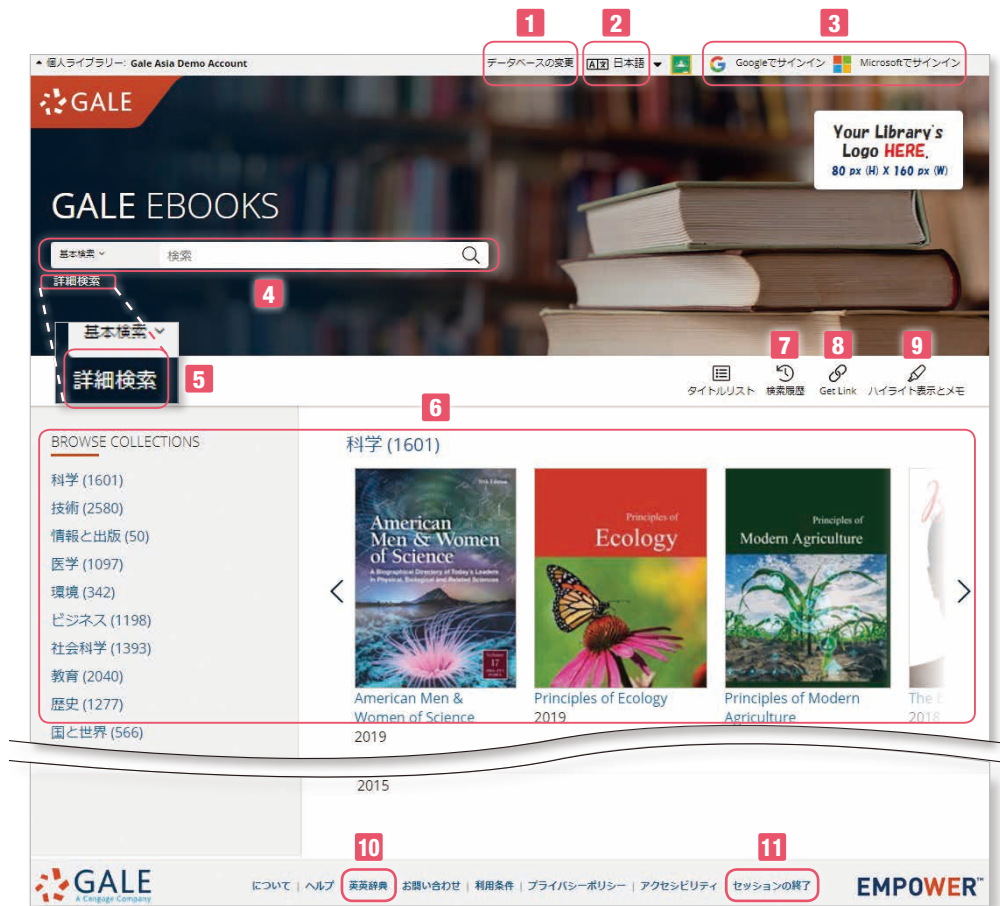 1
2
3
個人ライブラリー: Gale Asia Demo Account
データベースの変更
日本語
Googleでサインイン
Microsoftでサインイン
GALE
Your Library's
Logo HERE.
80 px (H) X 160 px (W)
GALE EBOOKS
基本検索
検索
詳細検索
4
基本検索
詳細検索
5
7
8
9
タイトルリスト
検索履歴
Get Link
ハイライト表示とメモ
6
BROWSE COLLECTIONS
科学 (1601)
技術 (2580)
情報と出版 (50)
医学 (1097)
環境 (342)
ビジネス (1198)
社会科学 (1393)
教育 (2040)
歴史 (1277)
国と世界 (566)
科学 (1601)
American
Men & Women
of Science
A Biographical Directory of Today's Leaders
in Physical, Biological and Related Sciences
17
Principles of
Ecology
Principles of
Modern Agriculture
American Men &
Women of Science
2019
Principles of Ecology
2019
Principles of Modern
Agriculture
The
2018
2015
10
11
GALE
A Cengage Company
について | ヘルプ | 英英辞典 | お問い合わせ | 利用条件 | プライバシーポリシー | アクセシビリティ | セッションの終了
EMPOWER™